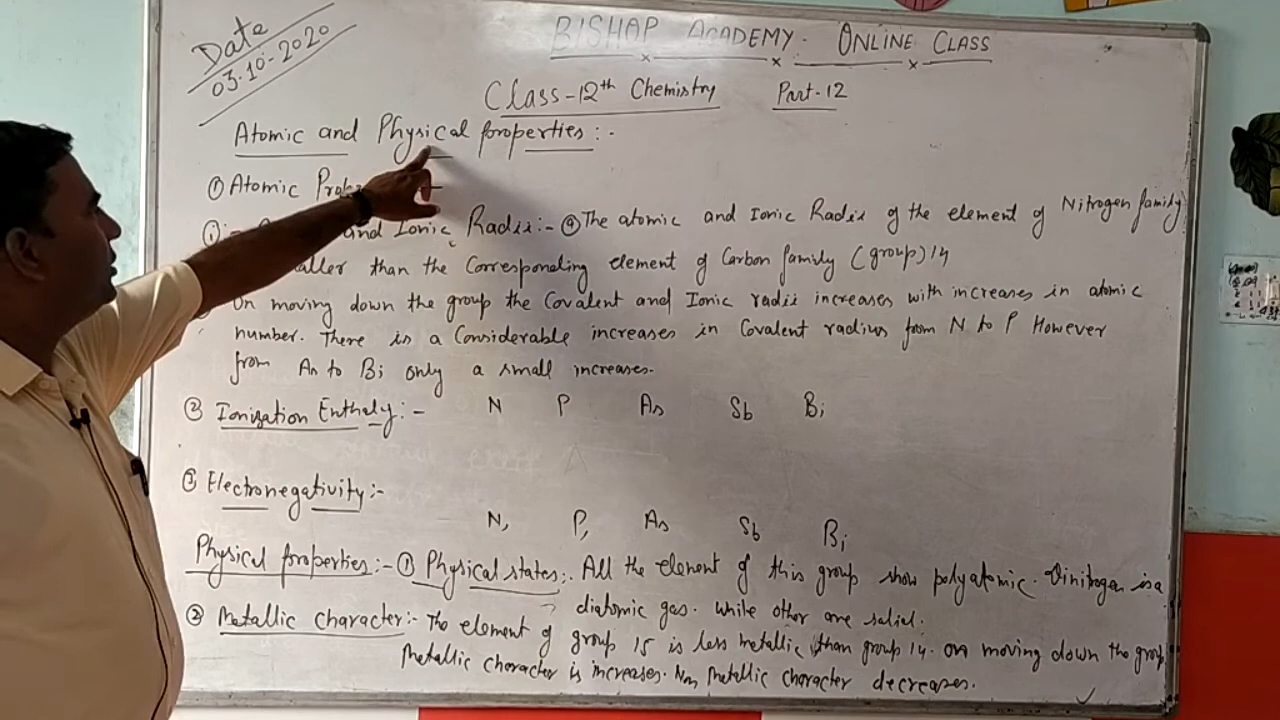 Date
03.10.2020
BISHAP ACADEMY. ONLINE CLASS
Class-12th Chemistry Part-12
Atomic and Physical properties:-
① Atomic
and Ionic Radii:- ⓐ The atomic and Ionic Radii of the element of Nitrogen family
than the Corresponding element of Carbon family (group) 14
On moving down the group the Covalent and Ionic radii increases with increases in atomic
number. There is a Considerable increases in Covalent radius from N to P However
from As to Bi only a small increases.
② Ionization Enthaly:- N P As Sb Bi
③ Electronegativity:-
N, P, As Sb Bi
Physical properties:- ① Physical states:. All the element of this group show polyatomic. Dinitrogen is a
diatomic gas. while other are solid.
② Metallic character:- The element of group 15 is less metallic than group 14. on moving down the group
Metallic character is increases. Non Metallic character decreases.